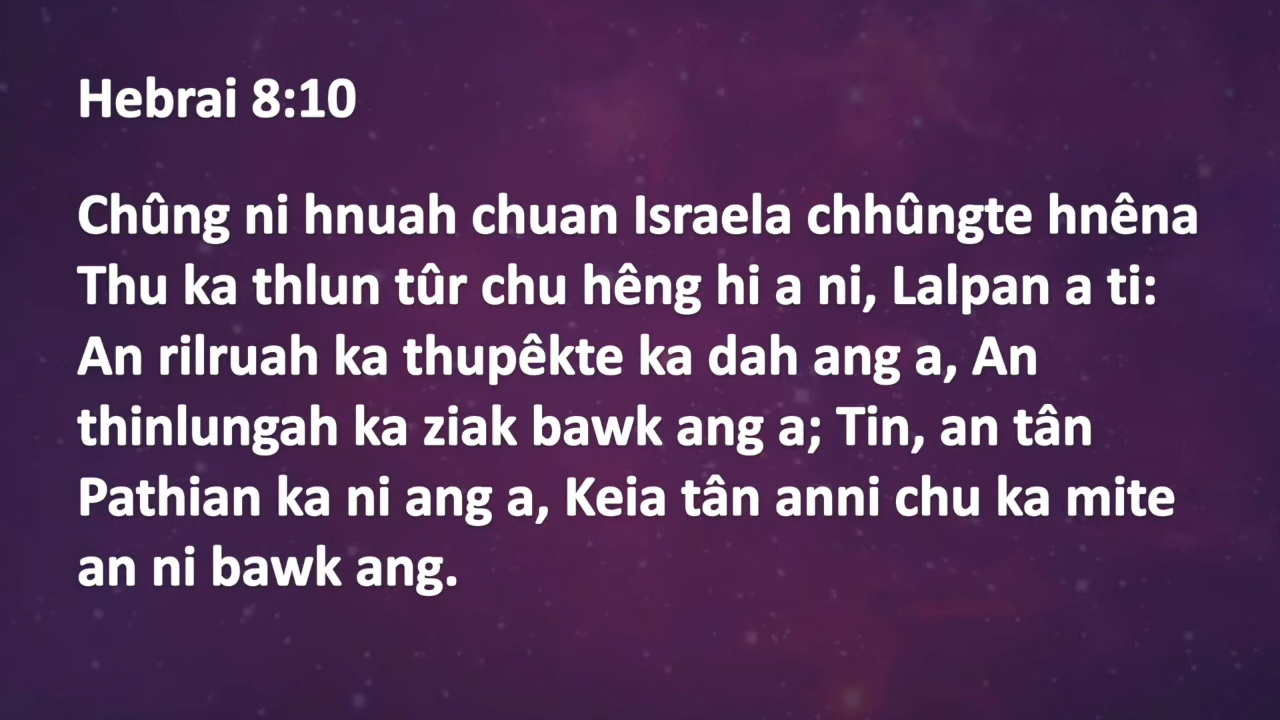 Hebrai 8:10
Chûng ni hnuah chuan Israela chhûngte hnêna
Thu ka thlun tûr chu hêng hi a ni, Lalpan a ti:
An rilruah ka thupêkte ka dah ang a, An
thinlungah ka ziak bawk ang a; Tin, an tân
Pathian ka ni ang a, Keia tân anni chu ka mite
an ni bawk ang.